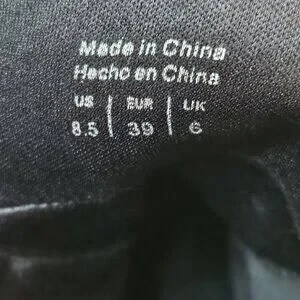 Made in China
Hecho en China
US | EUR | UK
8.5 | 39 | 6